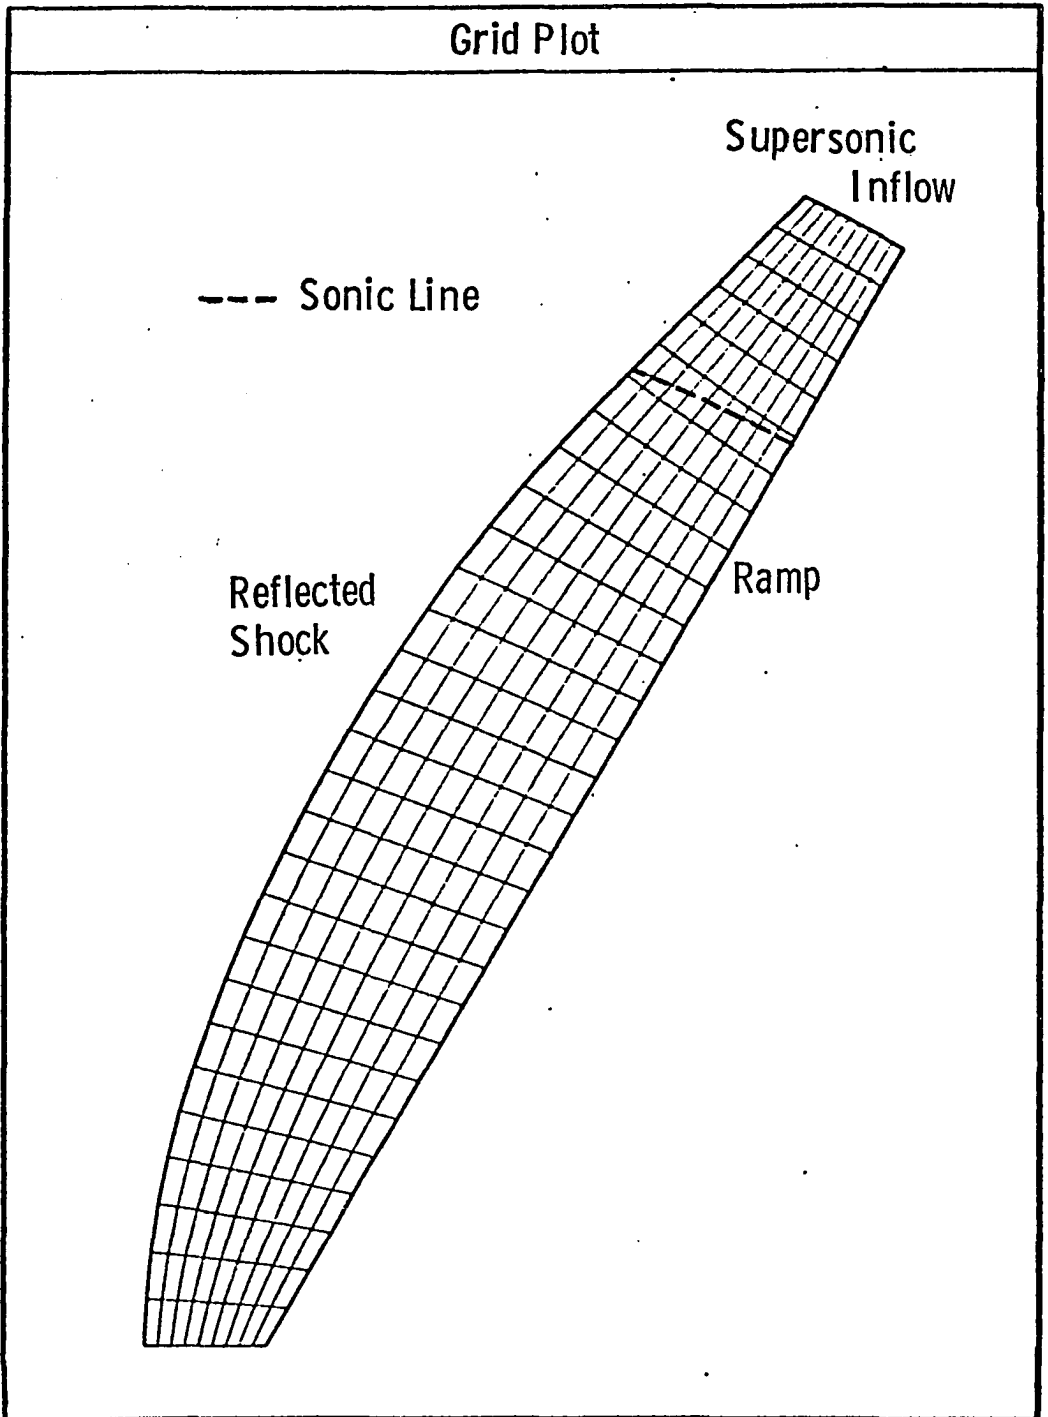 Grid Plot
Supersonic
Inflow
--- Sonic Line
Reflected
Shock
Ramp